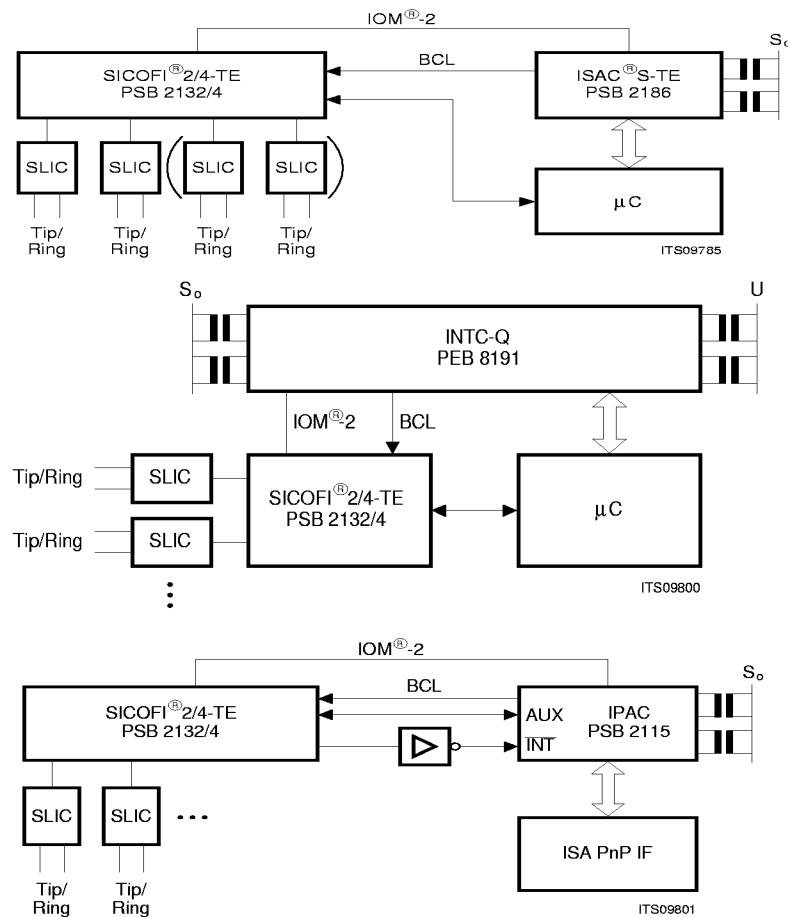 IOM®-2
S₀
SICOFI®2/4-TE
PSB 2132/4
BCL
ISAC®S-TE
PSB 2186
SLIC
SLIC
SLIC
SLIC
μC
Tip/
Ring
Tip/
Ring
Tip/
Ring
Tip/
Ring
ITS09785
S₀
U
INTC-Q
PEB 8191
IOM®-2
BCL
Tip/Ring
SLIC
SICOFI®2/4-TE
PSB 2132/4
μC
Tip/Ring
SLIC
ITS09800
IOM®-2
S₀
SICOFI®2/4-TE
PSB 2132/4
BCL
AUX
INT
IPAC
PSB 2115
SLIC
SLIC
ISA PnP IF
Tip/
Ring
Tip/
Ring
ITS09801